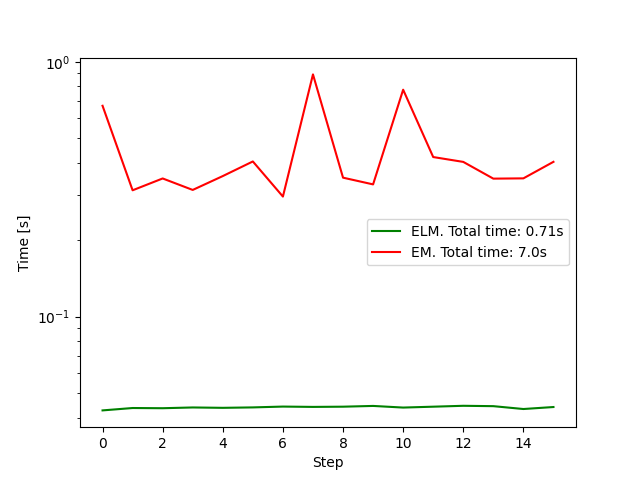 10⁰
10⁻¹
Time [s]
ELM. Total time: 0.71s
EM. Total time: 7.0s
0 2 4 6 8 10 12 14
Step